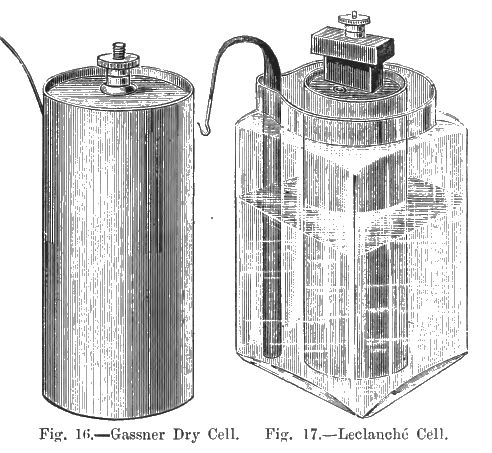 Fig. 16.—Gassner Dry Cell.
Fig. 17.—Leclanché Cell.